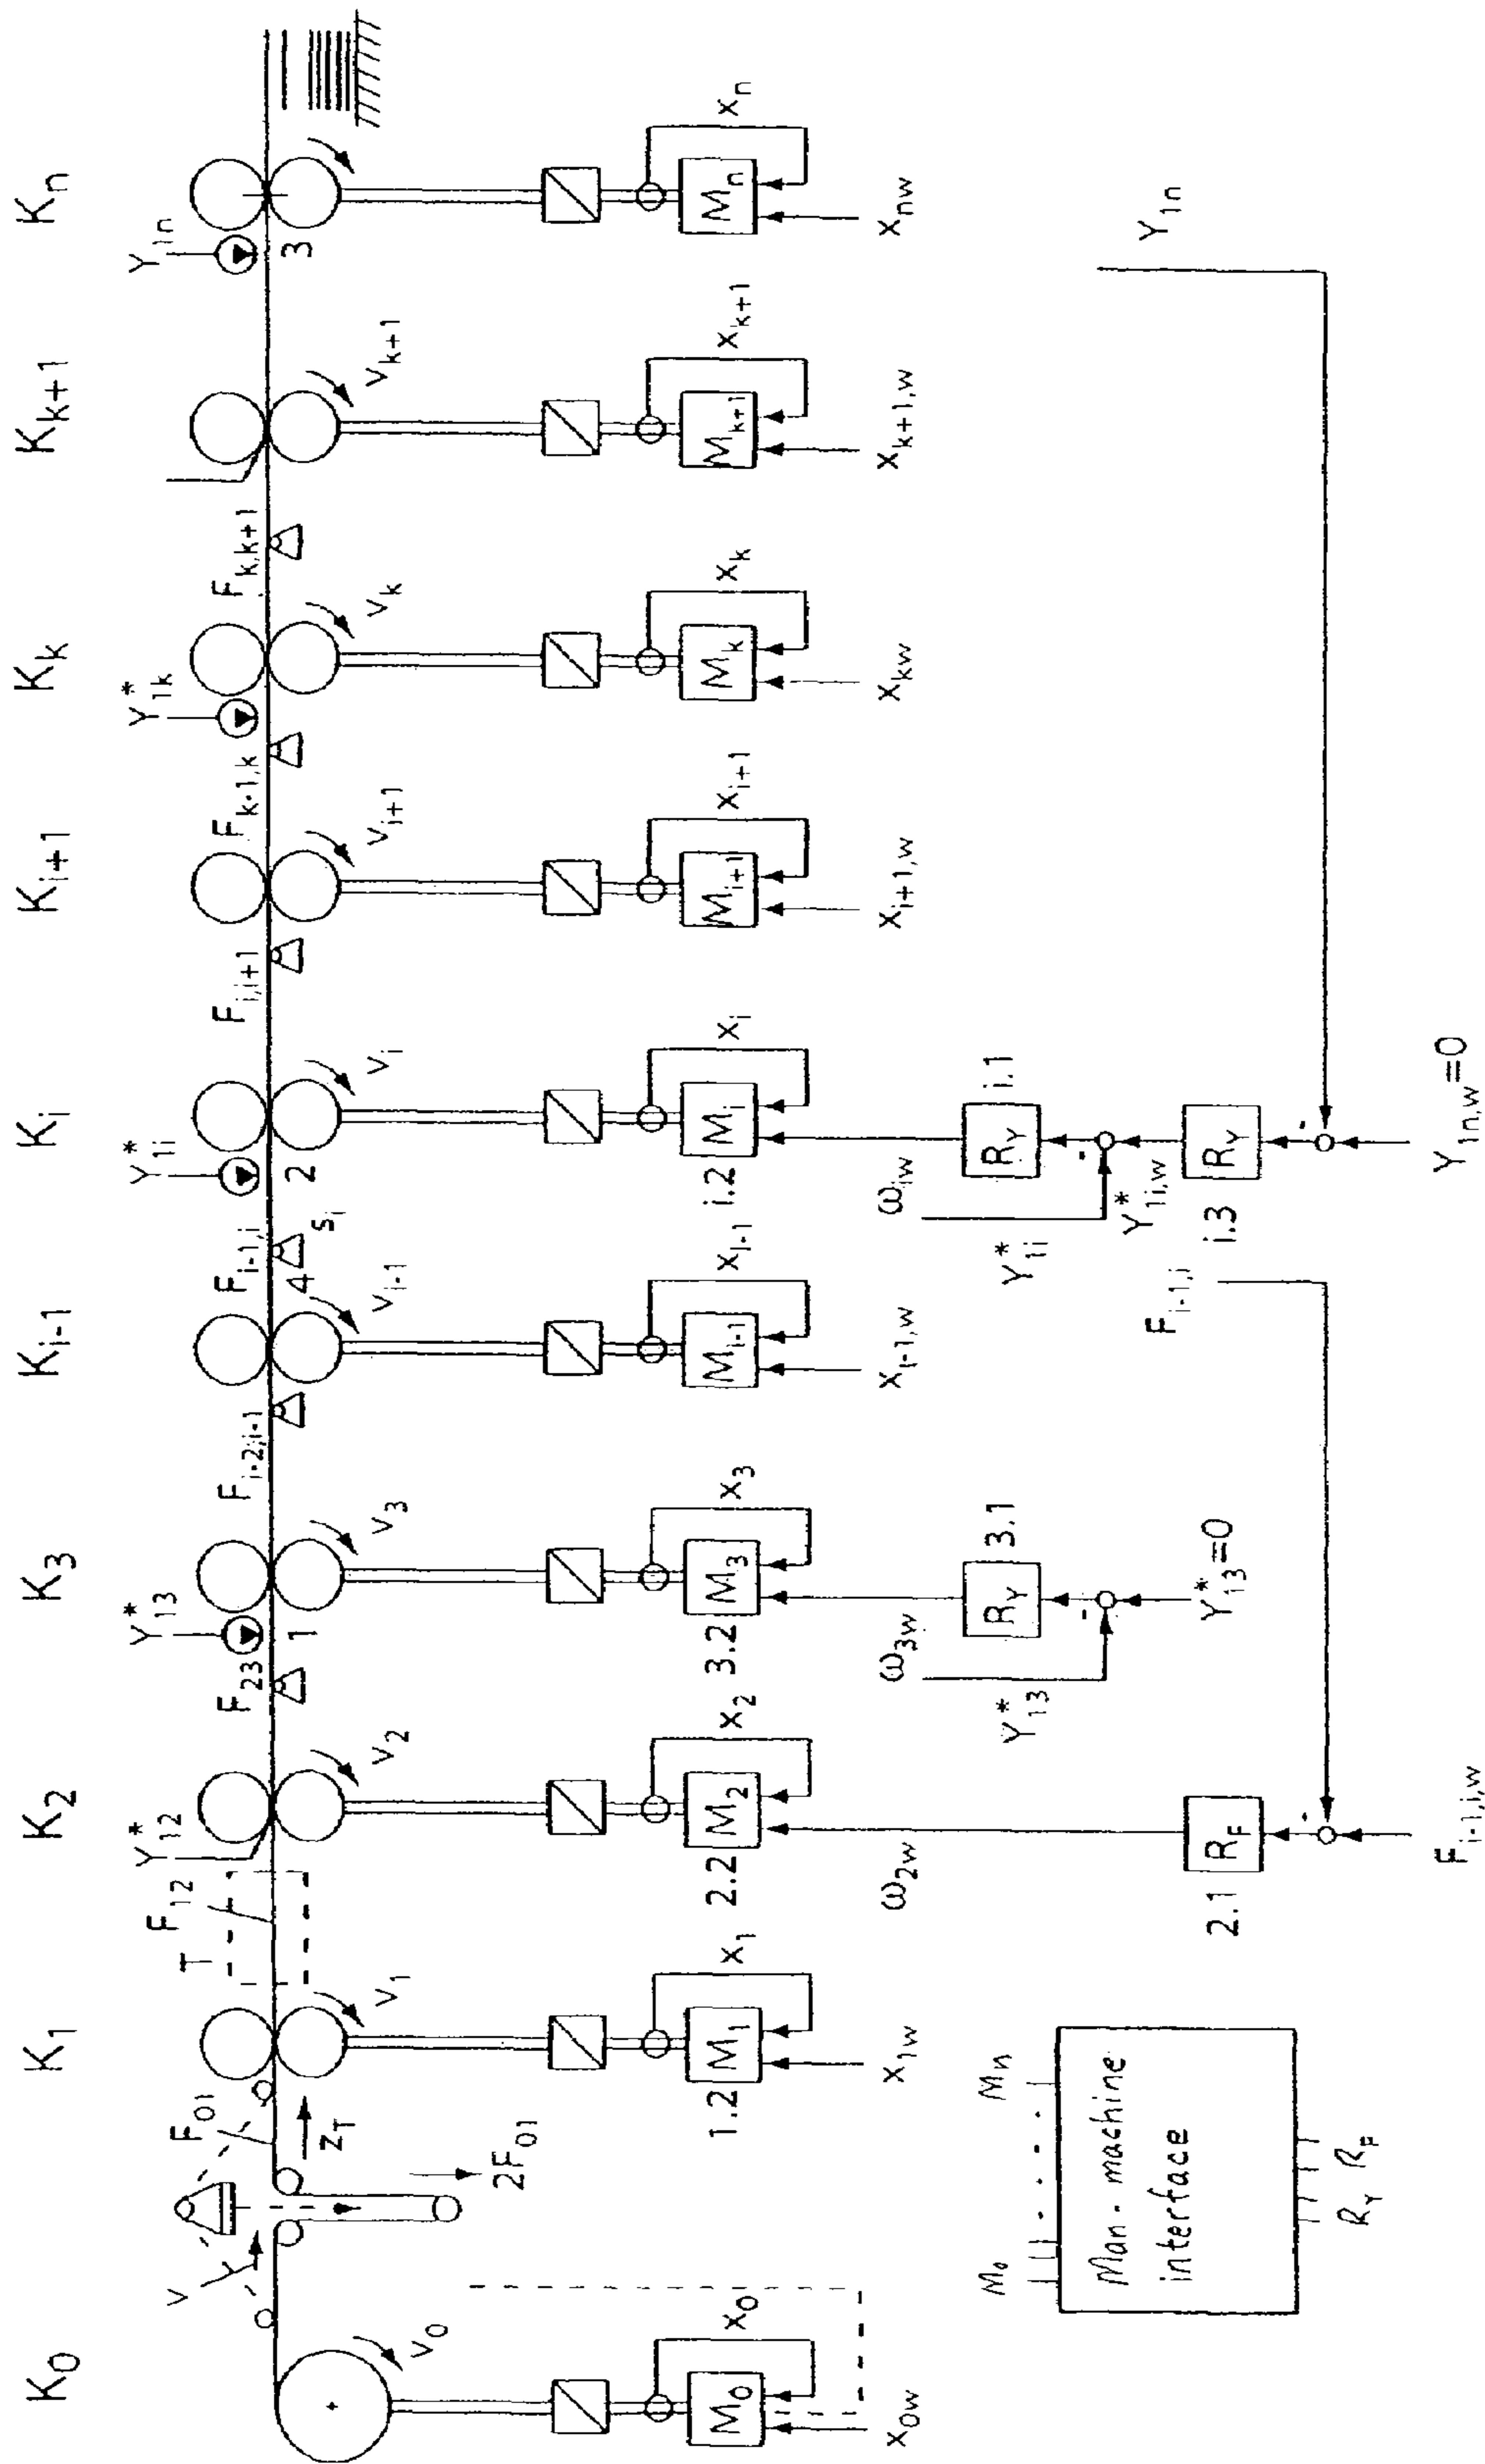 K0 K1 K2 K3 Ki-1 Ki Ki+1 Kk Kk+1 Kn
Y*12 Y*13 Y*1i Y*1k Y1n
v F01 T F12 F23 Fi-2,i-1 Fi-1,i Fi,i+1 Fk-1,k Fk,k+1
1 4 2 3
zT si
v0 v1 v2 v3 vi-1 vi vi+1 vk vk+1
2F01
x0 x1 x2 x3 xi-1 xi xi+1 xk xk+1 xn
M0 M1 M2 M3 Mi-1 Mi Mi+1 Mk Mk+1 Mn
1.2 2.2 3.2 i.2
x0w x1w ω2w ω3w xi-1,w ωiw xi+1,w xkw xk+1,w xnw
RY 3.1 RY i.1
Y*13 Y*1i
Y*1i,w
Y*13=0
Fi-1,i Y1n
2.1 RF i.3 RY
Fi-1,i,w Y1n,w=0
M0 Mn
Man-machine
interface
RY RF